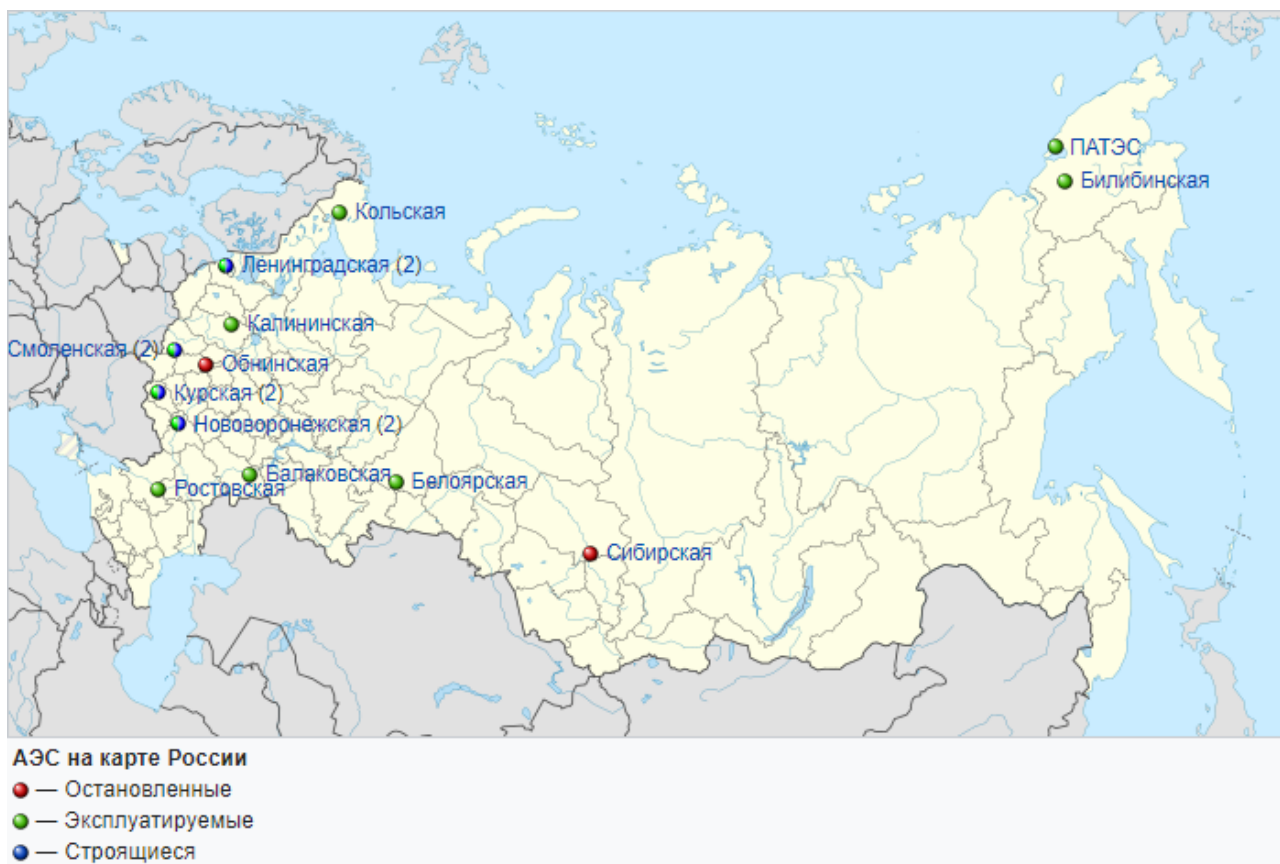 ПАТЭС
Билибинская
Кольская
Ленинградская (2)
Калининская
Смоленская (2)
Обнинская
Курская (2)
Нововоронежская (2)
Балаковская
Белоярская
Ростовская
Сибирская
АЭС на карте России
— Остановленные
— Эксплуатируемые
— Строящиеся